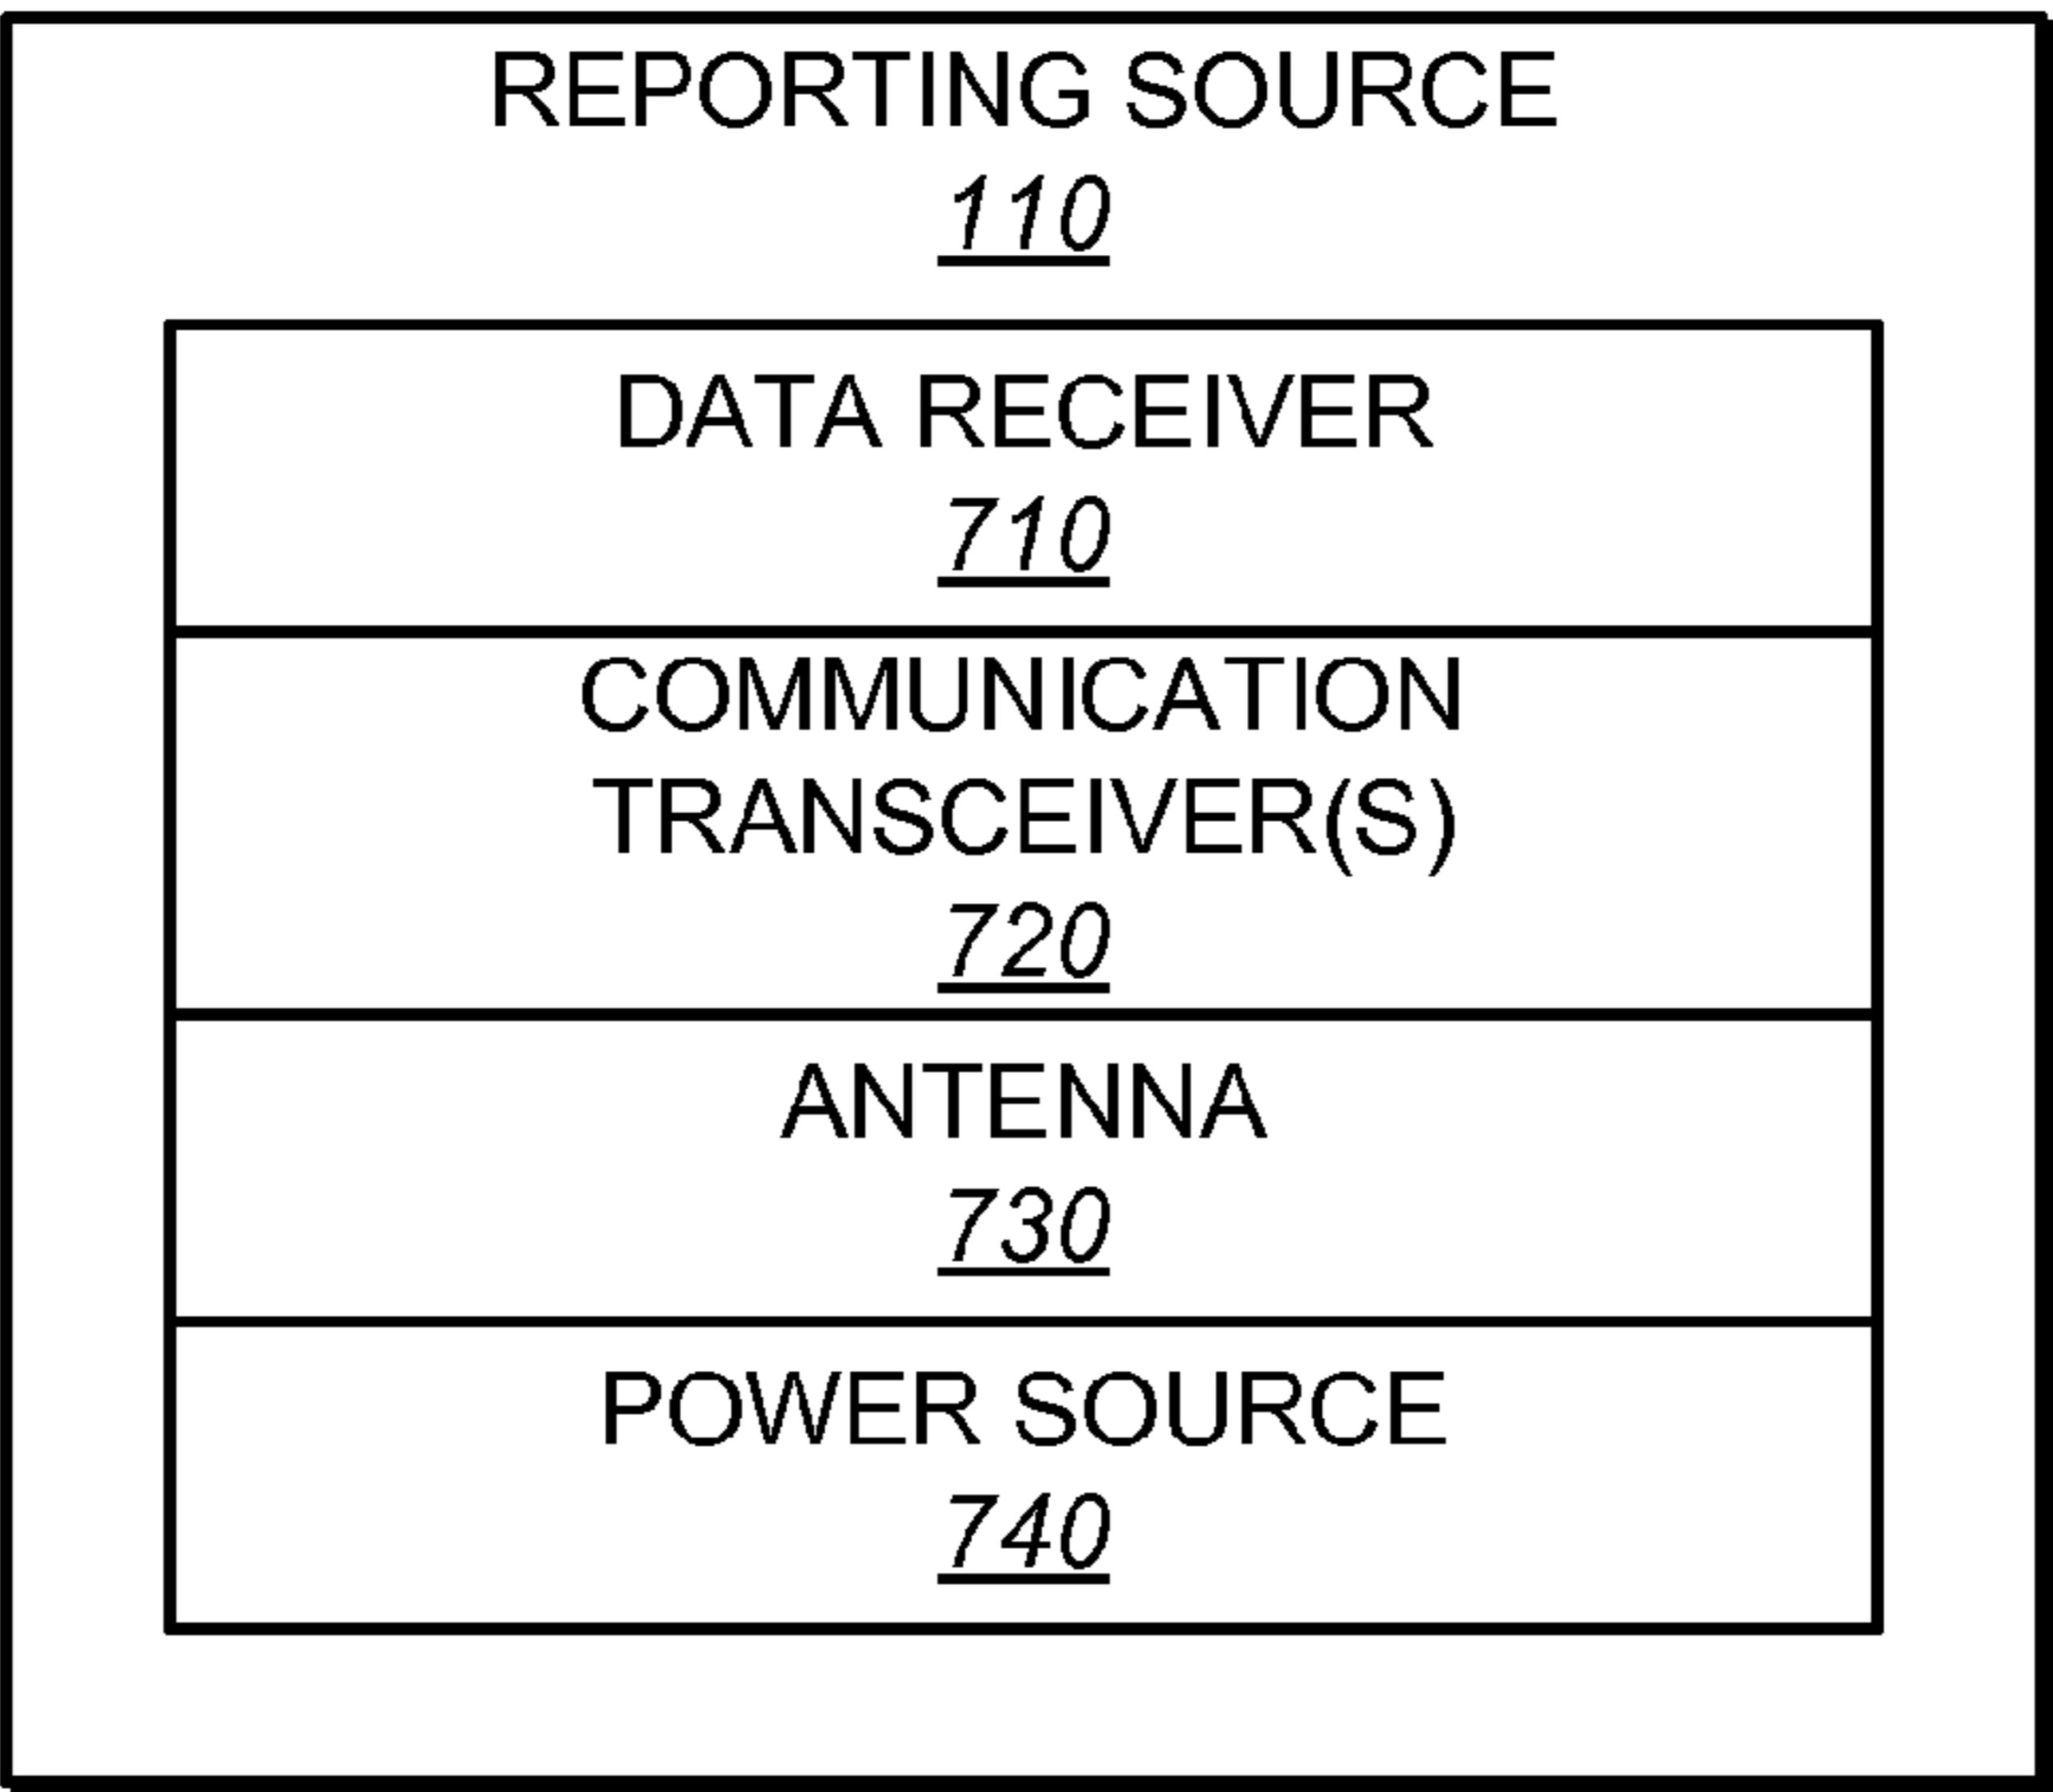 REPORTING SOURCE
110
DATA RECEIVER
710
COMMUNICATION
TRANSCEIVER(S)
720
ANTENNA
730
POWER SOURCE
740